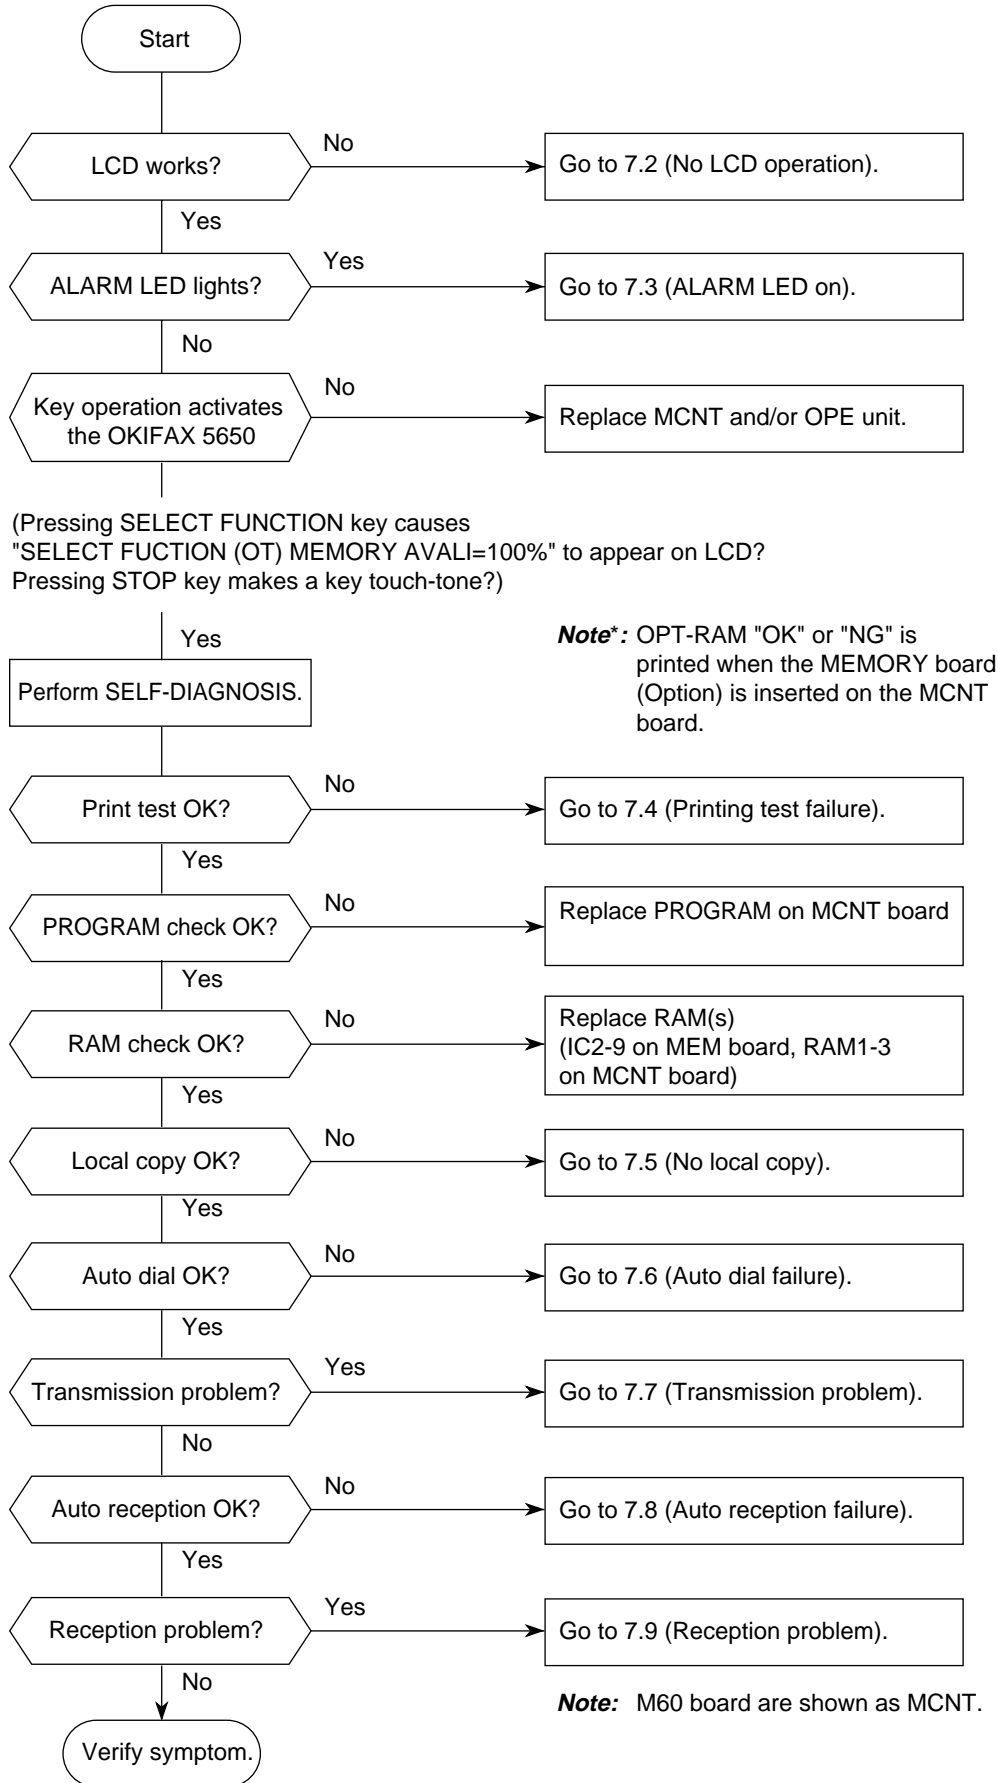 Start
LCD works?
No
Go to 7.2 (No LCD operation).
Yes
ALARM LED lights?
Yes
Go to 7.3 (ALARM LED on).
No
Key operation activates
the OKIFAX 5650
No
Replace MCNT and/or OPE unit.
(Pressing SELECT FUNCTION key causes
"SELECT FUCTION (OT) MEMORY AVALI=100%" to appear on LCD?
Pressing STOP key makes a key touch-tone?)
Yes
Note*: OPT-RAM "OK" or "NG" is
printed when the MEMORY board
(Option) is inserted on the MCNT
board.
Perform SELF-DIAGNOSIS.
Print test OK?
No
Go to 7.4 (Printing test failure).
Yes
PROGRAM check OK?
No
Replace PROGRAM on MCNT board
Yes
RAM check OK?
No
Replace RAM(s)
(IC2-9 on MEM board, RAM1-3
on MCNT board)
Yes
Local copy OK?
No
Go to 7.5 (No local copy).
Yes
Auto dial OK?
No
Go to 7.6 (Auto dial failure).
Yes
Transmission problem?
Yes
Go to 7.7 (Transmission problem).
No
Auto reception OK?
No
Go to 7.8 (Auto reception failure).
Yes
Reception problem?
Yes
Go to 7.9 (Reception problem).
No
Note: M60 board are shown as MCNT.
Verify symptom.